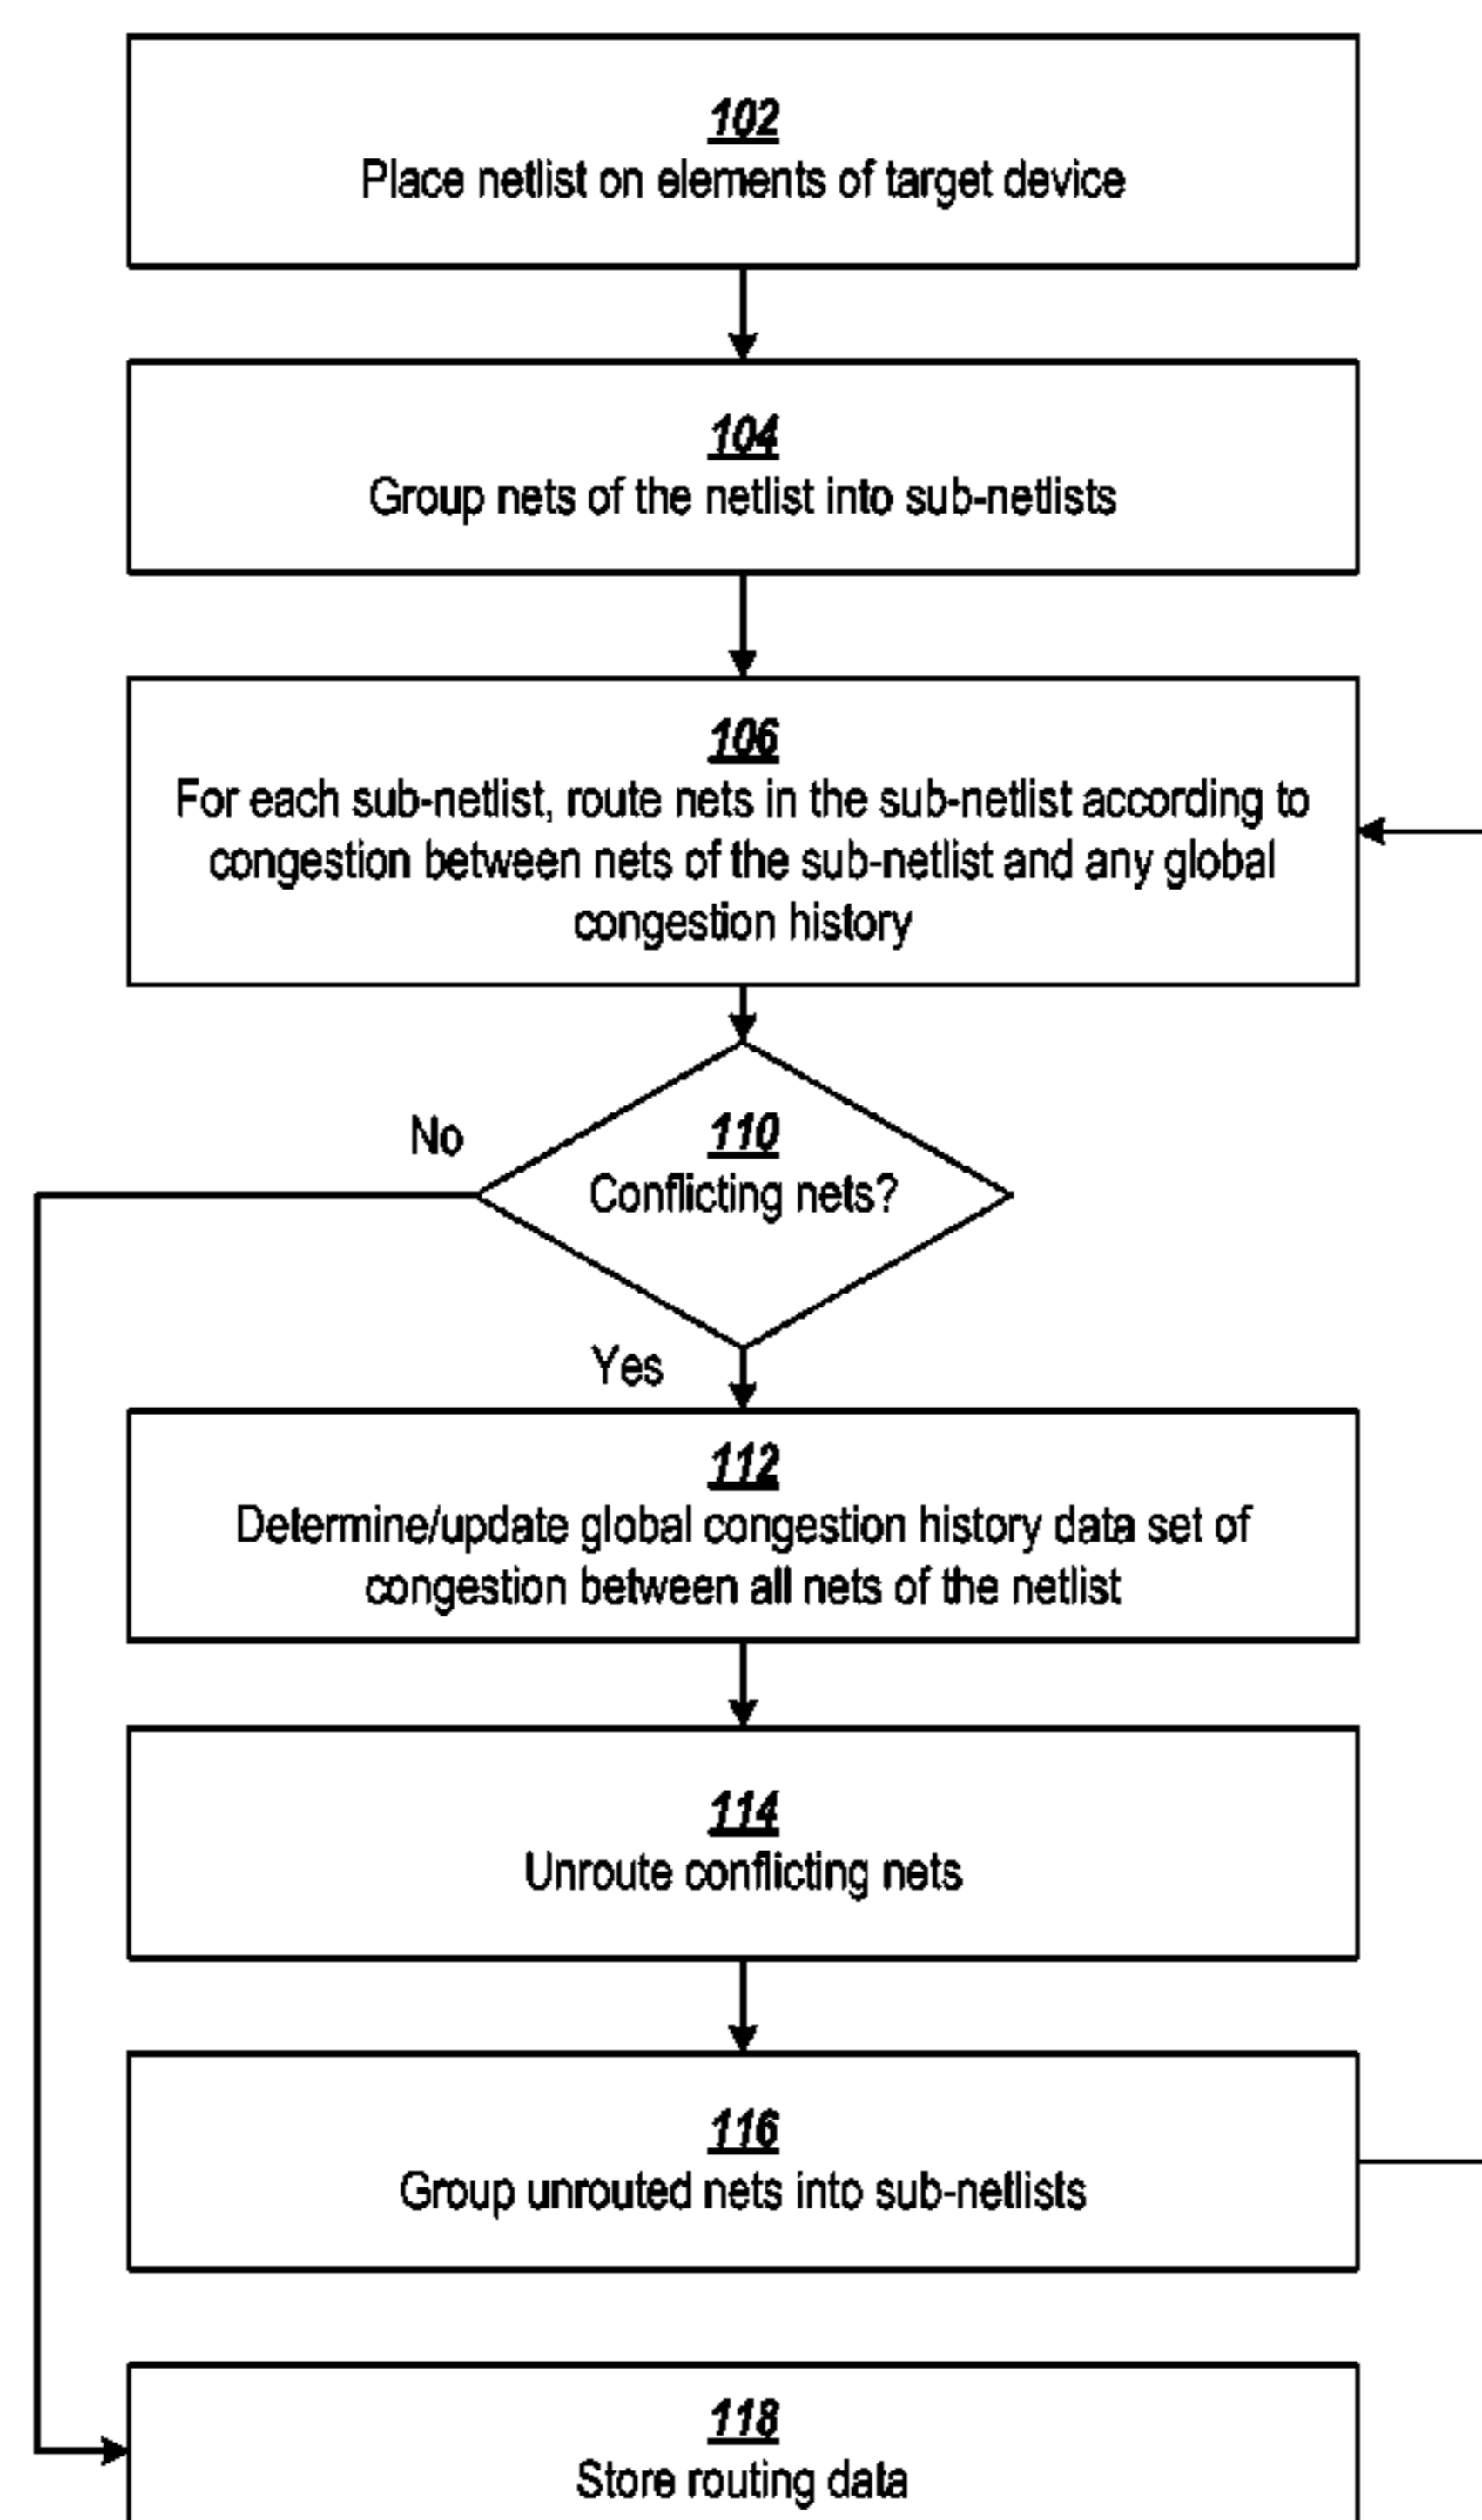 102
Place netlist on elements of target device
104
Group nets of the netlist into sub-netlists
106
For each sub-netlist, route nets in the sub-netlist according to
congestion between nets of the sub-netlist and any global
congestion history
No
110
Conflicting nets?
Yes
112
Determine/update global congestion history data set of
congestion between all nets of the netlist
114
Unroute conflicting nets
116
Group unrouted nets into sub-netlists
118
Store routing data